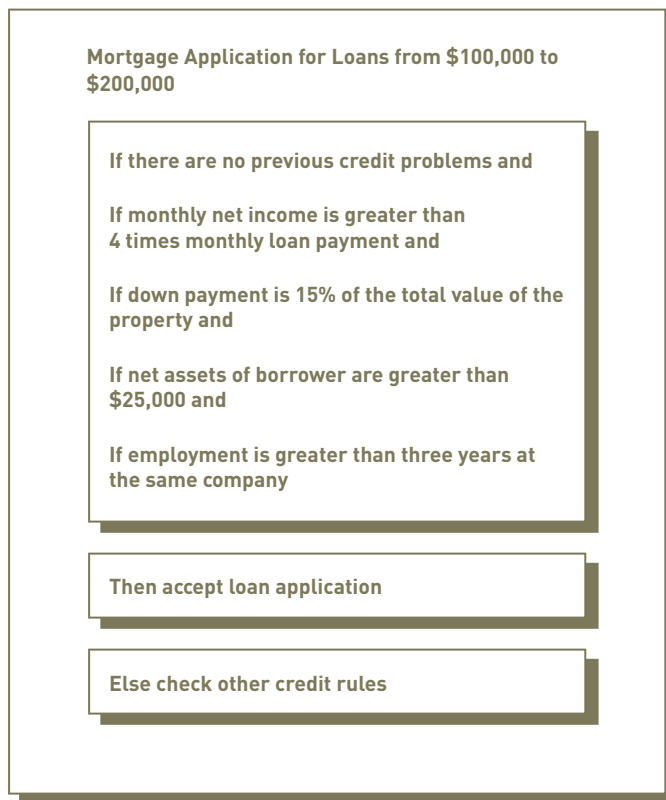 Mortgage Application for Loans from $100,000 to
$200,000
If there are no previous credit problems and
If monthly net income is greater than
4 times monthly loan payment and
If down payment is 15% of the total value of the
property and
If net assets of borrower are greater than
$25,000 and
If employment is greater than three years at
the same company
Then accept loan application
Else check other credit rules